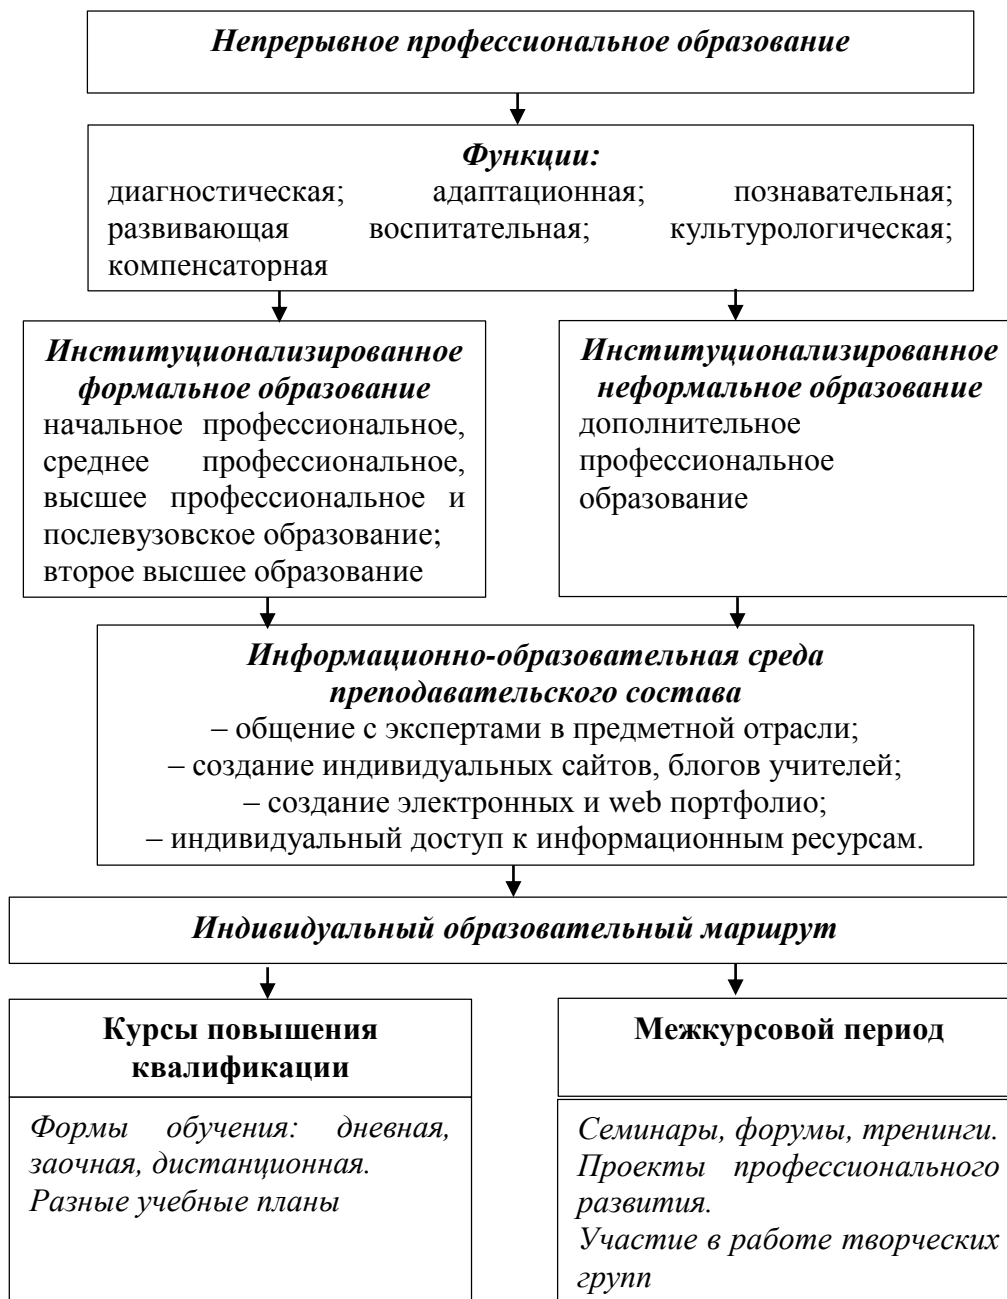 Непрерывное профессиональное образование
Функции:
диагностическая; адаптационная; познавательная;
развивающая воспитательная; культурологическая;
компенсаторная
Институционализированное
формальное образование
начальное профессиональное,
среднее профессиональное,
высшее профессиональное и
послевузовское образование;
второе высшее образование
Институционализированное
неформальное образование
дополнительное
профессиональное
образование
Информационно-образовательная среда
преподавательского состава
– общение с экспертами в предметной отрасли;
– создание индивидуальных сайтов, блогов учителей;
– создание электронных и web портфолио;
– индивидуальный доступ к информационным ресурсам.
Индивидуальный образовательный маршрут
Курсы повышения
квалификации
Формы обучения: дневная,
заочная, дистанционная.
Разные учебные планы
Межкурсовой период
Семинары, форумы, тренинги.
Проекты профессионального
развития.
Участие в работе творческих
групп